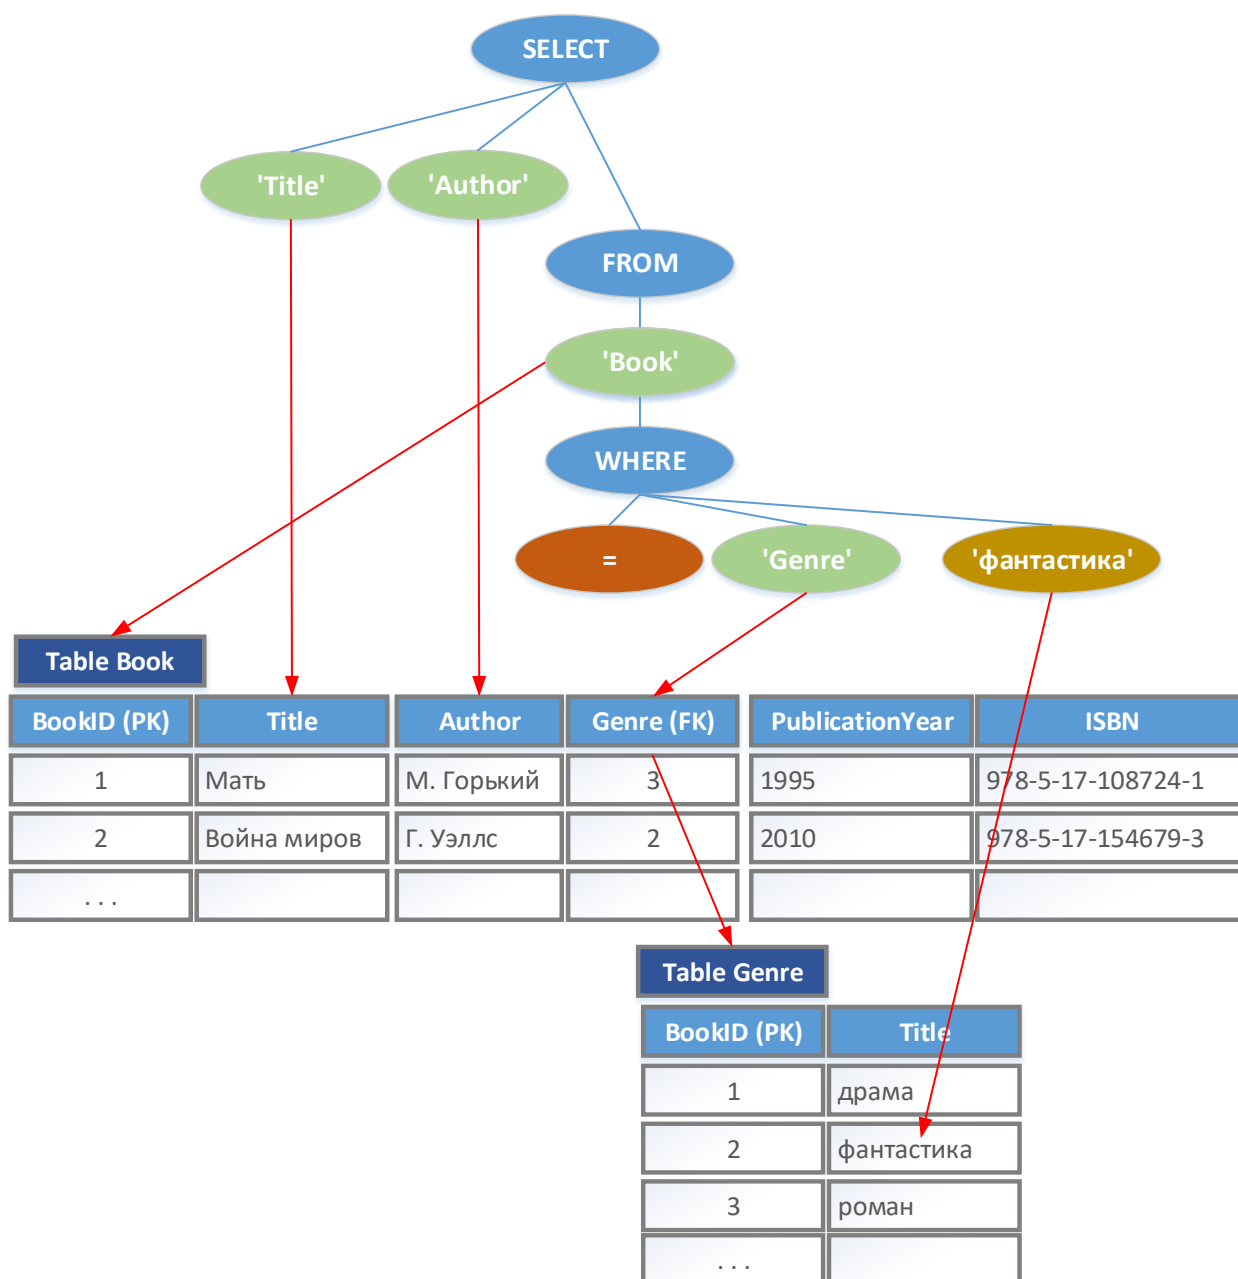 SELECT
'Title' 'Author'
FROM
'Book'
WHERE
= 'Genre' 'фантастика'
Table Book
BookID (PK) Title Author Genre (FK) PublicationYear ISBN
1 Мать М. Горький 3 1995 978-5-17-108724-1
2 Война миров Г. Уэллс 2 2010 978-5-17-154679-3
. . .
Table Genre
BookID (PK) Title
1 драма
2 фантастика
3 роман
. . .